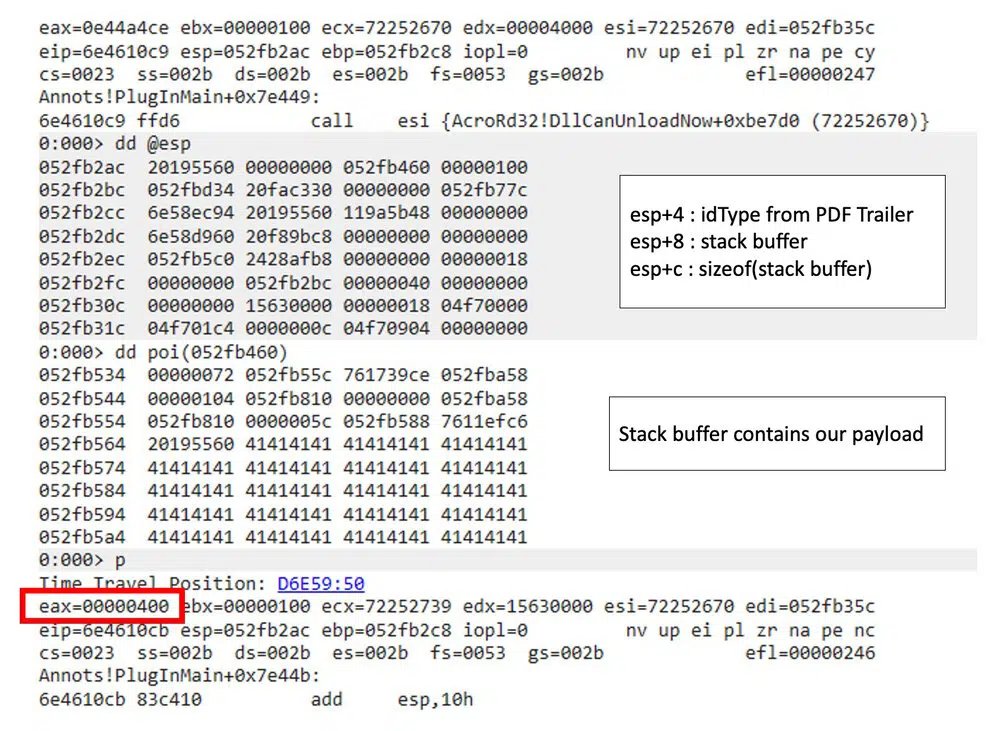 eax=0e44a4ce ebx=00000100 ecx=72252670 edx=00004000 esi=72252670 edi=052fb35c
eip=6e4610c9 esp=052fb2ac ebp=052fb2c8 iopl=0 nv up ei pl zr na pe cy
cs=0023 ss=002b ds=002b es=002b fs=0053 gs=002b efl=00000247
Annots!PlugInMain+0x7e449:
6e4610c9 ffd6 call esi {AcroRd32!DllCanUnloadNow+0xbe7d0 (72252670)}
0:000> dd @esp
052fb2ac 20195560 00000000 052fb460 00000100
052fb2bc 052fbd34 20fac330 00000000 052fb77c
052fb2cc 6e58ec94 20195560 119a5b48 00000000
052fb2dc 6e58d960 20f89bc8 00000000 00000000
052fb2ec 052fb5c0 2428afb8 00000000 00000018
052fb2fc 00000000 052fb2bc 00000040 00000000
052fb30c 00000000 15630000 00000018 04f70000
052fb31c 04f701c4 0000000c 04f70904 00000000
esp+4 : idType from PDF Trailer
esp+8 : stack buffer
esp+c : sizeof(stack buffer)
0:000> dd poi(052fb460)
052fb534 00000072 052fb55c 761739ce 052fba58
052fb544 00000104 052fb810 00000000 052fba58
052fb554 052fb810 0000005c 052fb588 7611efc6
052fb564 20195560 41414141 41414141 41414141
052fb574 41414141 41414141 41414141 41414141
052fb584 41414141 41414141 41414141 41414141
052fb594 41414141 41414141 41414141 41414141
052fb5a4 41414141 41414141 41414141 41414141
Stack buffer contains our payload
0:000> p
Time Travel Position: D6E59:50
eax=00000400 ebx=00000100 ecx=72252739 edx=15630000 esi=72252670 edi=052fb35c
eip=6e4610cb esp=052fb2ac ebp=052fb2c8 iopl=0 nv up ei pl zr na pe nc
cs=0023 ss=002b ds=002b es=002b fs=0053 gs=002b efl=00000246
Annots!PlugInMain+0x7e44b:
6e4610cb 83c410 add esp,10h